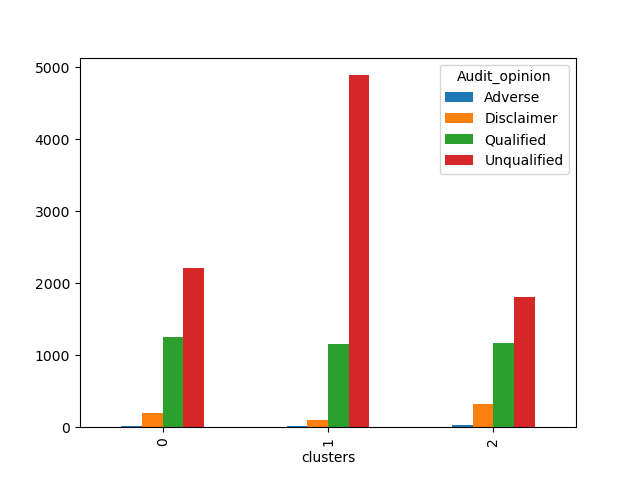 5000
4000
3000
2000
1000
0
Audit_opinion
Adverse
Disclaimer
Qualified
Unqualified
0
1
2
clusters